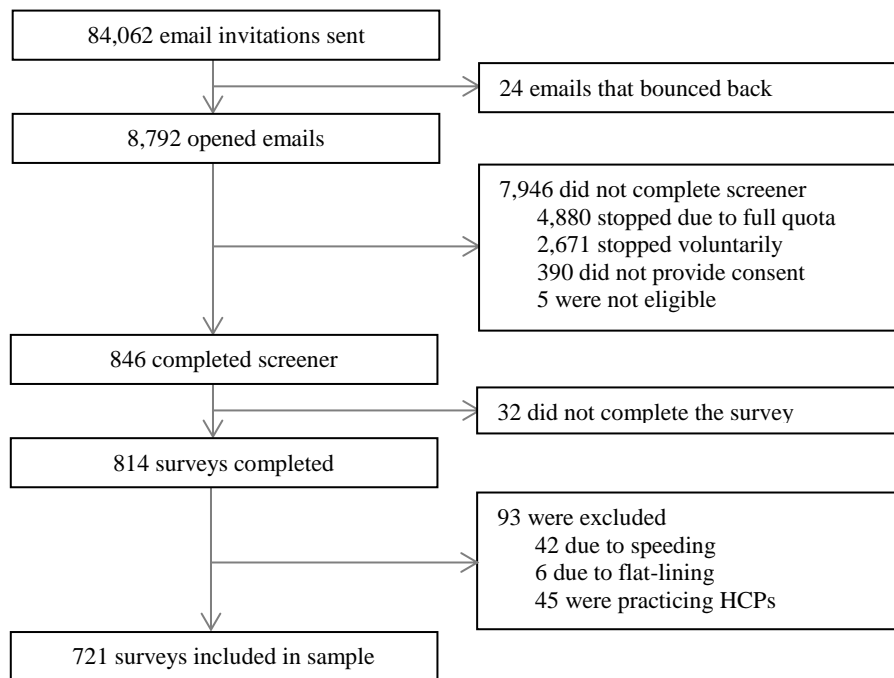 84,062 email invitations sent
24 emails that bounced back
8,792 opened emails
7,946 did not complete screener
4,880 stopped due to full quota
2,671 stopped voluntarily
390 did not provide consent
5 were not eligible
846 completed screener
32 did not complete the survey
814 surveys completed
93 were excluded
42 due to speeding
6 due to flat-lining
45 were practicing HCPs
721 surveys included in sample